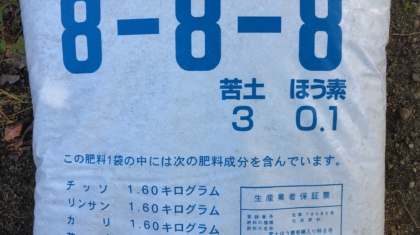 8-8-8
苦土 ほう素
3 0.1
この肥料1袋の中には次の肥料成分を含んでいます。
チッソ 1.60キログラム
リンサン 1.60キログラム
カリ 1.60キログラム
生産業者保証票